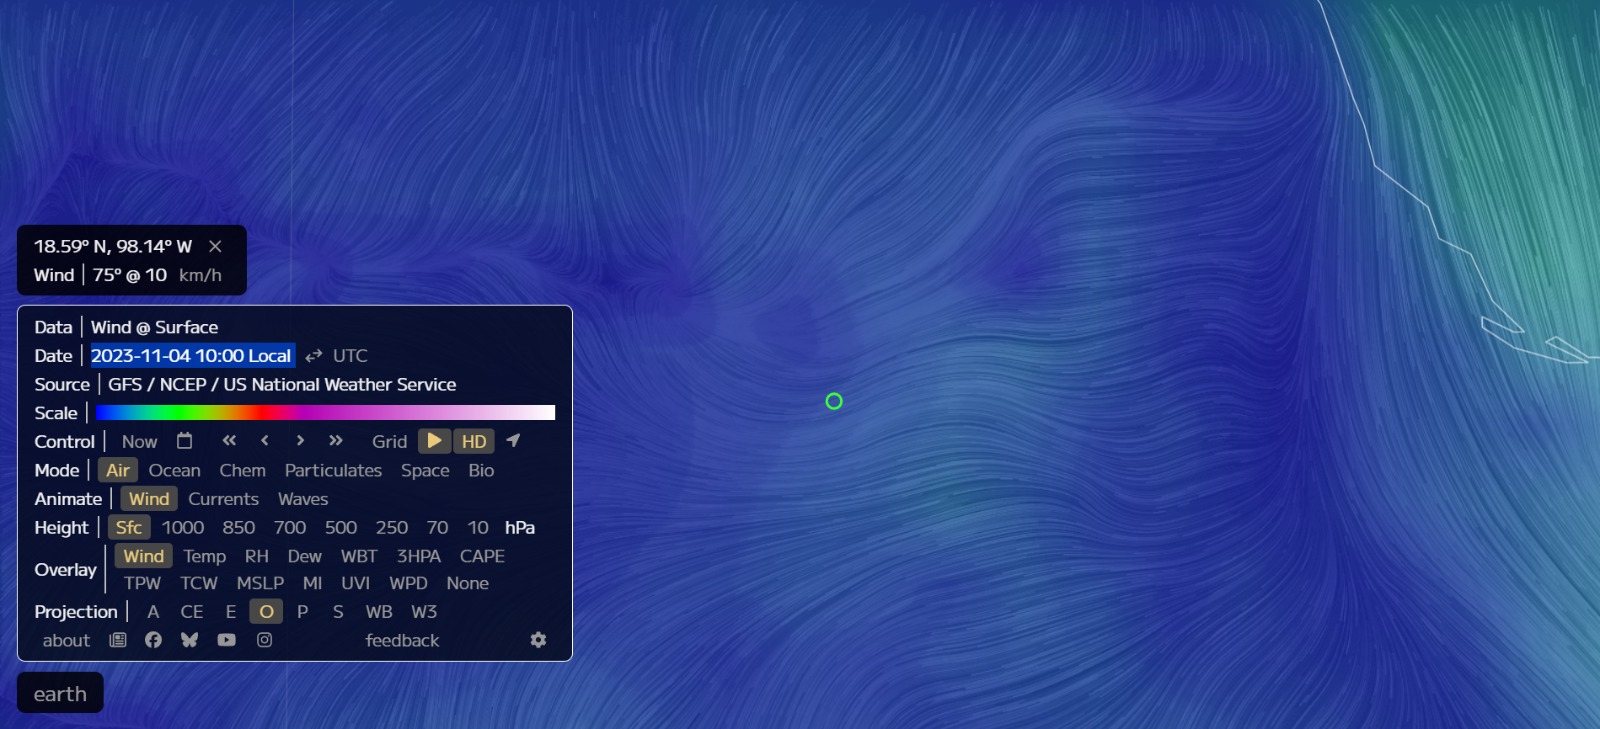 18.59° N, 98.14° W ×
Wind | 75° @ 10 km/h
Data | Wind @ Surface
Date | 2023-11-04 10:00 Local ⇄ UTC
Source | GFS / NCEP / US National Weather Service
Scale |
Control | Now « ‹ › » Grid HD
Mode | Air Ocean Chem Particulates Space Bio
Animate | Wind Currents Waves
Height | Sfc 1000 850 700 500 250 70 10 hPa
Overlay | Wind Temp RH Dew WBT 3HPA CAPE
TPW TCW MSLP MI UVI WPD None
Projection | A CE E O P S WB W3
about feedback
earth